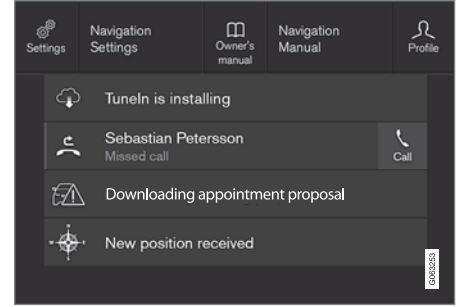 Settings
Navigation
Settings
Owner's
manual
Navigation
Manual
Profile
TuneIn is installing
Sebastian Petersson
Missed call
Call
Downloading appointment proposal
New position received
G063253